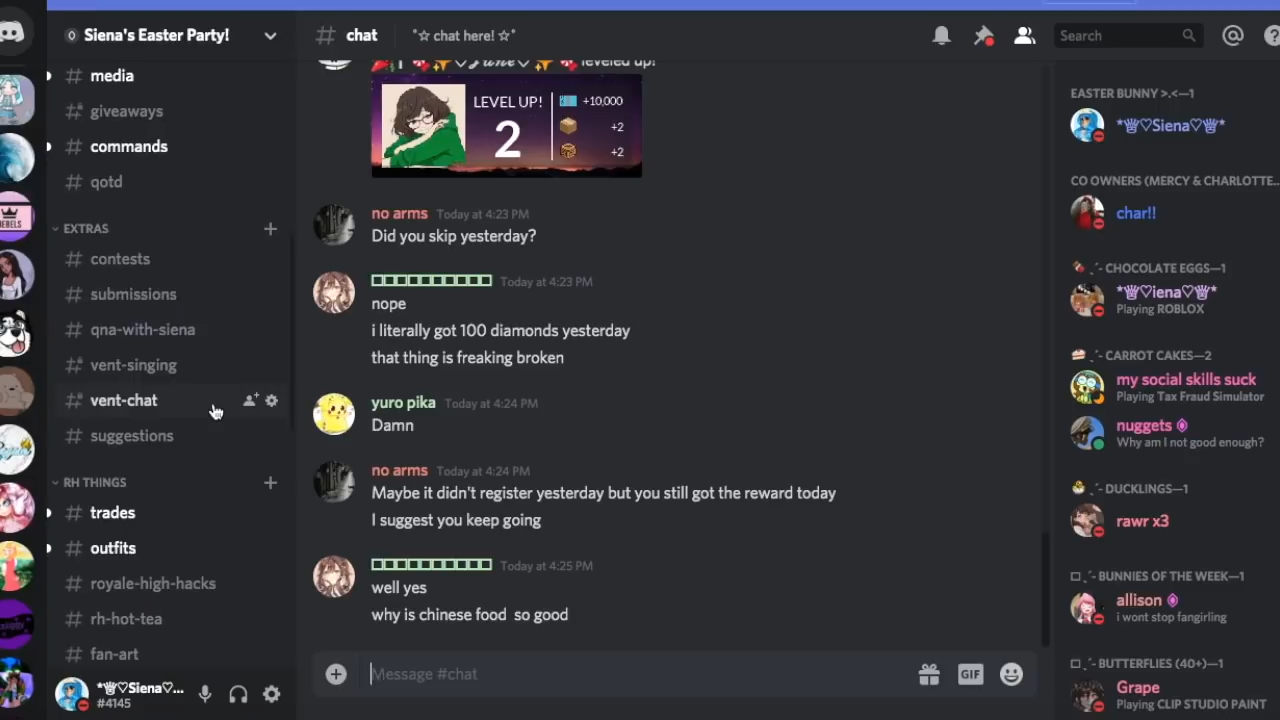 Siena's Easter Party!
media
giveaways
commands
qotd
EXTRAS
contests
submissions
qna-with-siena
vent-singing
vent-chat
suggestions
RH THINGS
trades
outfits
royale-high-hacks
rh-hot-tea
fan-art
*♕♡Siena♡...
#4145
# chat
*☆ chat here! ☆*
Search
leveled up!
LEVEL UP!
2
+10,000
+2
+2
no arms Today at 4:23 PM
Did you skip yesterday?
□□□□□□□□□□ Today at 4:23 PM
nope
i literally got 100 diamonds yesterday
that thing is freaking broken
yuro pika Today at 4:24 PM
Damn
no arms Today at 4:24 PM
Maybe it didn't register yesterday but you still got the reward today
I suggest you keep going
□□□□□□□□□□ Today at 4:25 PM
well yes
why is chinese food  so good
Message #chat
GIF
EASTER BUNNY >.<—1
*♕♡Siena♡♕*
CO OWNERS (MERCY & CHARLOTTE...
char!!
🍫 ˏˊ- CHOCOLATE EGGS—1
*♕♡iena♡♕*
Playing ROBLOX
🍰 ˏˊ- CARROT CAKES—2
my social skills suck
Playing Tax Fraud Simulator
nuggets
Why am I not good enough?
🐣 ˏˊ- DUCKLINGS—1
rawr x3
□ ˏˊ- BUNNIES OF THE WEEK—1
allison
i wont stop fangirling
□ ˏˊ- BUTTERFLIES (40+)—1
Grape
Playing CLIP STUDIO PAINT